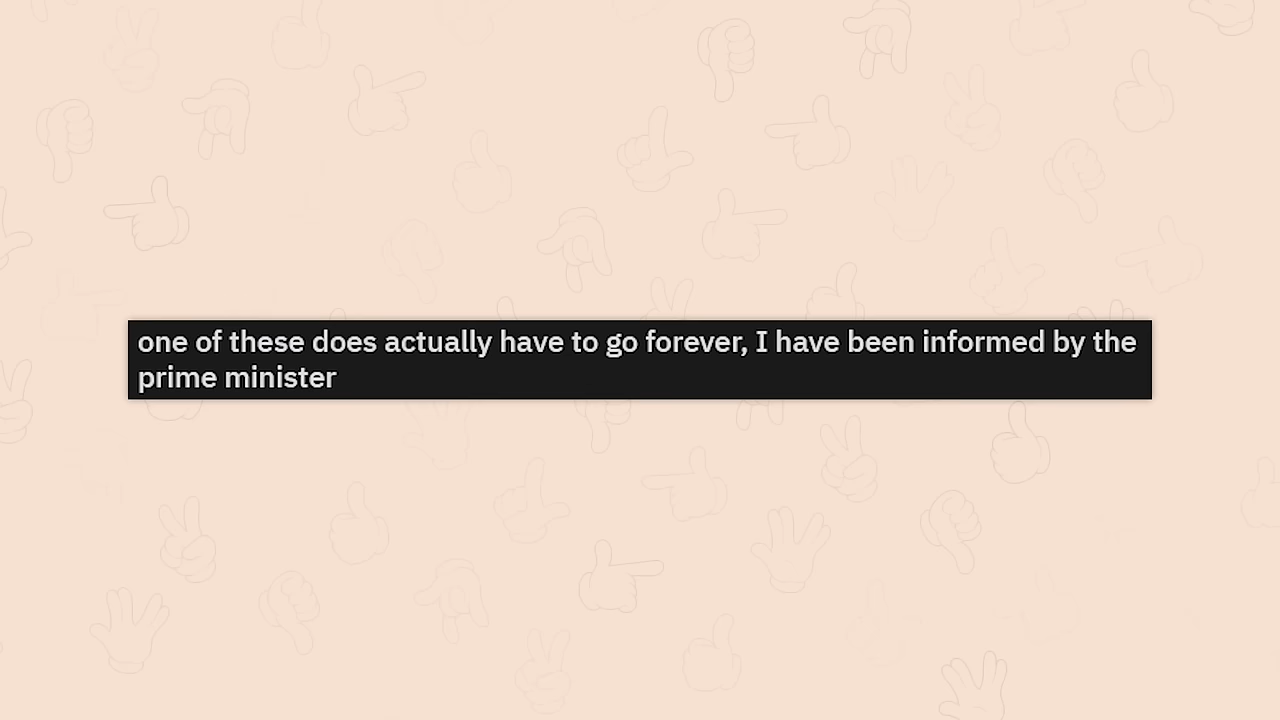 one of these does actually have to go forever, I have been informed by the
prime minister